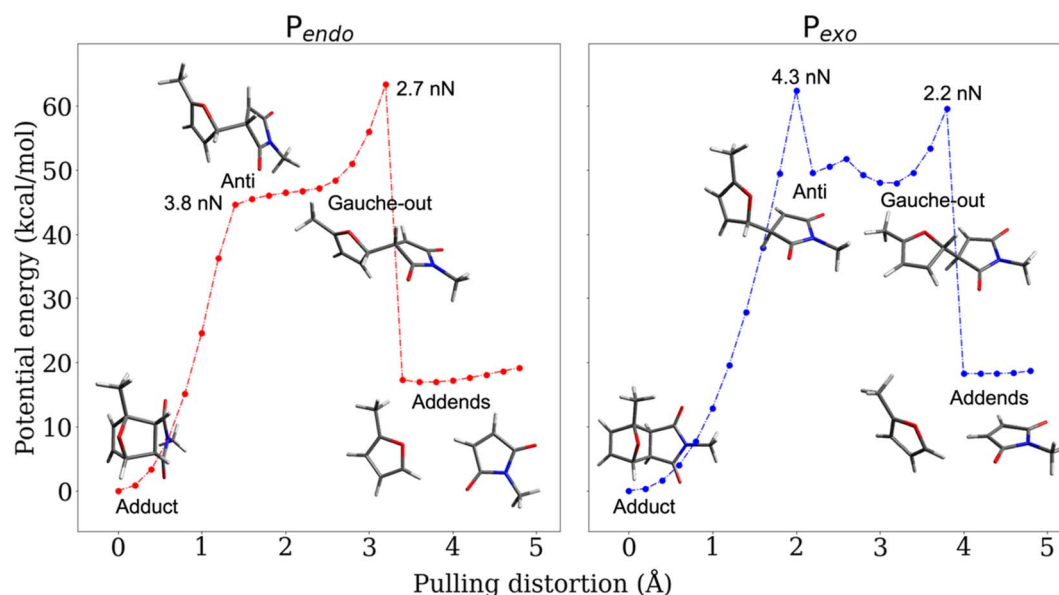 P_endo
P_exo
Potential energy (kcal/mol)
60
50
40
30
20
10
0
2.7 nN
Anti
3.8 nN
Gauche-out
Adduct
Addends
0 1 2 3 4 5
4.3 nN
2.2 nN
Anti
Gauche-out
Adduct
Addends
0 1 2 3 4 5
Pulling distortion (Å)